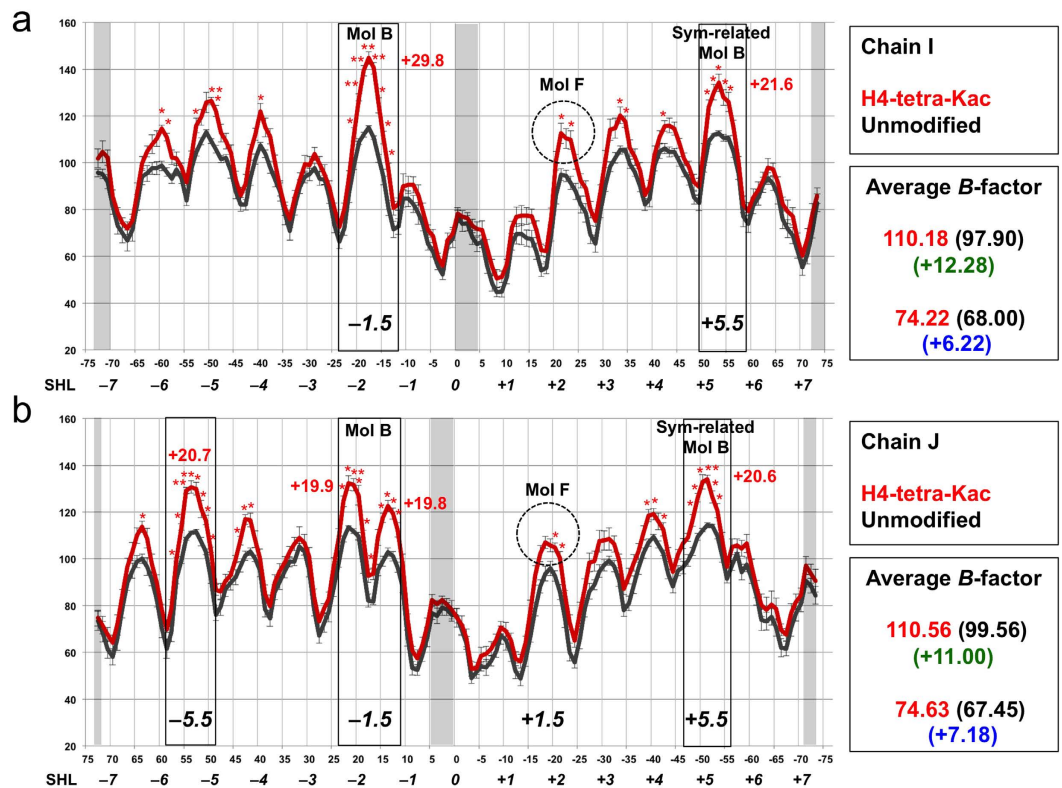 a
160
140
120
100
80
60
40
20
Mol B
+29.8
Mol F
Sym-related
Mol B
+21.6
–1.5
+5.5
-75 -70 -65 -60 -55 -50 -45 -40 -35 -30 -25 -20 -15 -10 -5 0 5 10 15 20 25 30 35 40 45 50 55 60 65 70 75
SHL –7 –6 –5 –4 –3 –2 –1 0 +1 +2 +3 +4 +5 +6 +7
Chain I
H4-tetra-Kac
Unmodified
Average B-factor
110.18 (97.90)
(+12.28)
74.22 (68.00)
(+6.22)
b
160
140
120
100
80
60
40
20
+20.7
Mol B
+19.9
+19.8
Mol F
Sym-related
Mol B
+20.6
–5.5
–1.5
+1.5
+5.5
75 70 65 60 55 50 45 40 35 30 25 20 15 10 5 0 -5 -10 -15 -20 -25 -30 -35 -40 -45 -50 -55 -60 -65 -70 -75
SHL –7 –6 –5 –4 –3 –2 –1 0 +1 +2 +3 +4 +5 +6 +7
Chain J
H4-tetra-Kac
Unmodified
Average B-factor
110.56 (99.56)
(+11.00)
74.63 (67.45)
(+7.18)